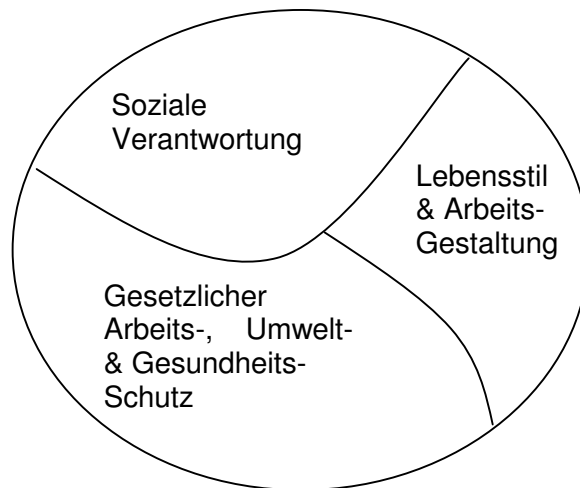 Soziale
Verantwortung
Lebensstil
& Arbeits-
Gestaltung
Gesetzlicher
Arbeits-, Umwelt-
& Gesundheits-
Schutz